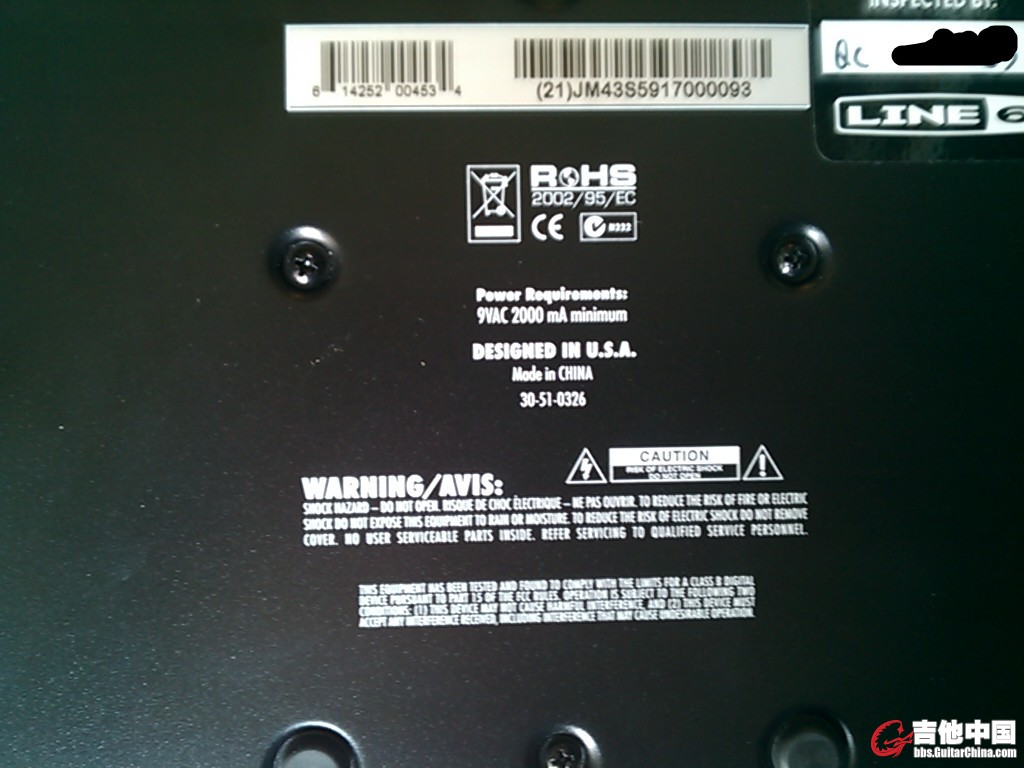 INSPECTED BY:
QC
LINE 6
6 14252 00453 4
(21)JM43S5917000093
RoHS
2002/95/EC
CE
N222
Power Requirements:
9VAC 2000 mA minimum
DESIGNED IN U.S.A.
Made in CHINA
30-51-0326
CAUTION
RISK OF ELECTRIC SHOCK
DO NOT OPEN
WARNING/AVIS:
SHOCK HAZARD – DO NOT OPEN. RISQUE DE CHOC ÉLECTRIQUE – NE PAS OUVRIR. TO REDUCE THE RISK OF FIRE OR ELECTRIC
SHOCK DO NOT EXPOSE THIS EQUIPMENT TO RAIN OR MOISTURE. TO REDUCE THE RISK OF ELECTRIC SHOCK DO NOT REMOVE
COVER. NO USER SERVICEABLE PARTS INSIDE. REFER SERVICING TO QUALIFIED SERVICE PERSONNEL.
THIS EQUIPMENT HAS BEEN TESTED AND FOUND TO COMPLY WITH THE LIMITS FOR A CLASS B DIGITAL
DEVICE PURSUANT TO PART 15 OF THE FCC RULES. OPERATION IS SUBJECT TO THE FOLLOWING TWO
CONDITIONS: (1) THIS DEVICE MAY NOT CAUSE HARMFUL INTERFERENCE, AND (2) THIS DEVICE MUST
ACCEPT ANY INTERFERENCE RECEIVED, INCLUDING INTERFERENCE THAT MAY CAUSE UNDESIRABLE OPERATION.
吉他中国
bbs.GuitarChina.com